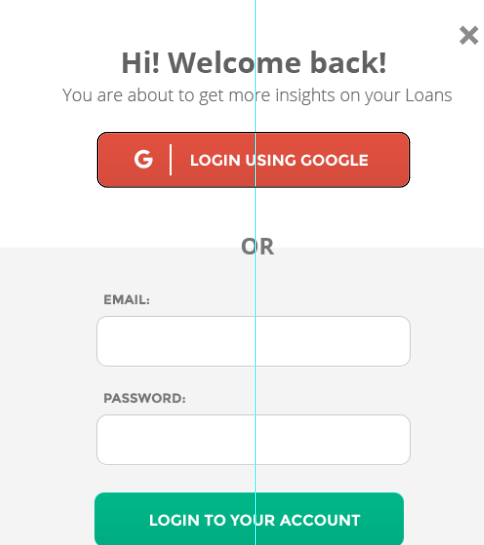 Hi! Welcome back!
You are about to get more insights on your Loans
G LOGIN USING GOOGLE
OR
EMAIL:
PASSWORD:
LOGIN TO YOUR ACCOUNT